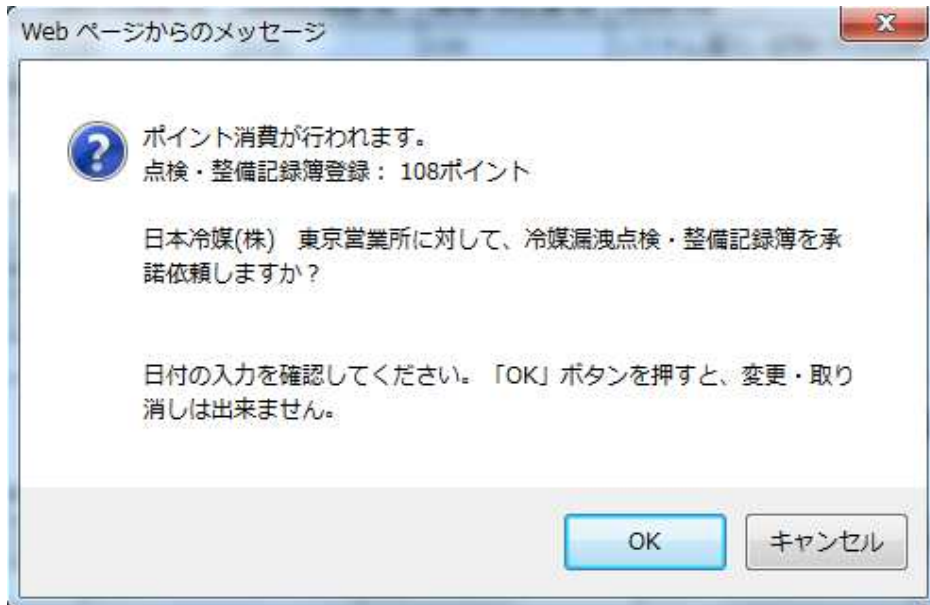 Web ページからのメッセージ
ポイント消費が行われます。
点検・整備記録簿登録： 108ポイント
日本冷媒(株)　東京営業所に対して、冷媒漏洩点検・整備記録簿を承
諾依頼しますか？
日付の入力を確認してください。「OK」ボタンを押すと、変更・取り
消しは出来ません。
OK
キャンセル